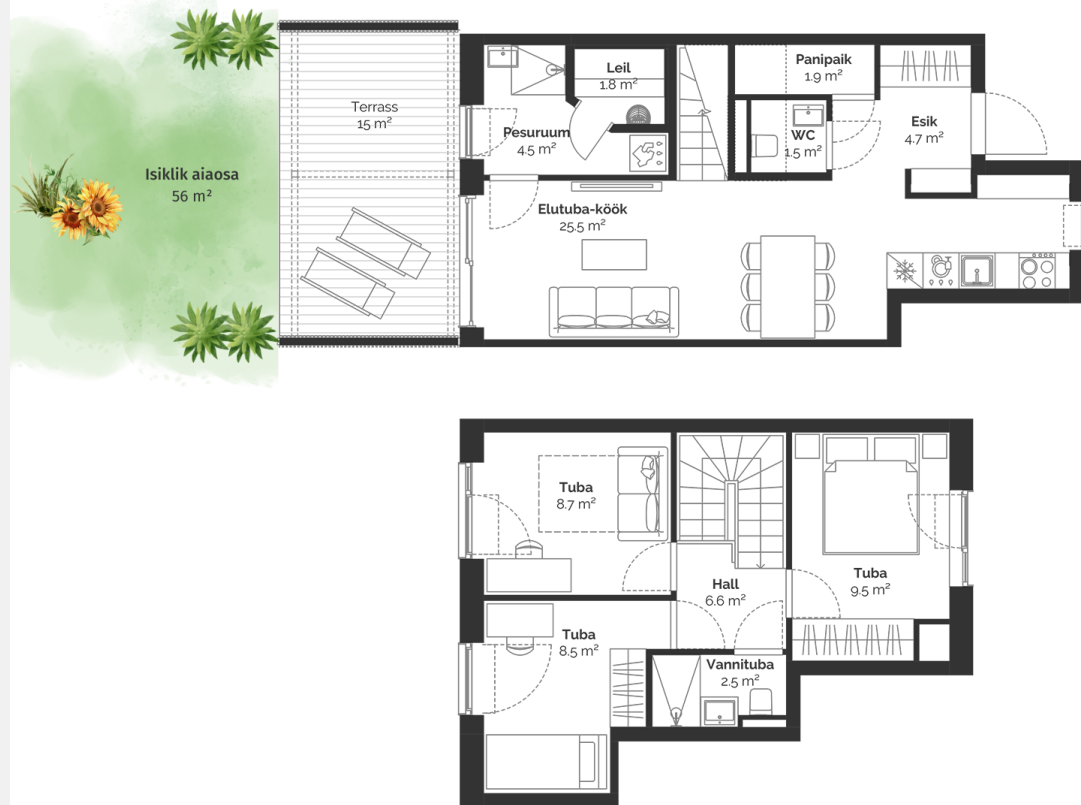 Isiklik aiaosa
56 m²
Terrass
15 m²
Pesuruum
4.5 m²
Leil
1.8 m²
Panipaik
1.9 m²
WC
1.5 m²
Esik
4.7 m²
Elutuba-köök
25.5 m²
Tuba
8.7 m²
Hall
6.6 m²
Tuba
9.5 m²
Tuba
8.5 m²
Vannituba
2.5 m²